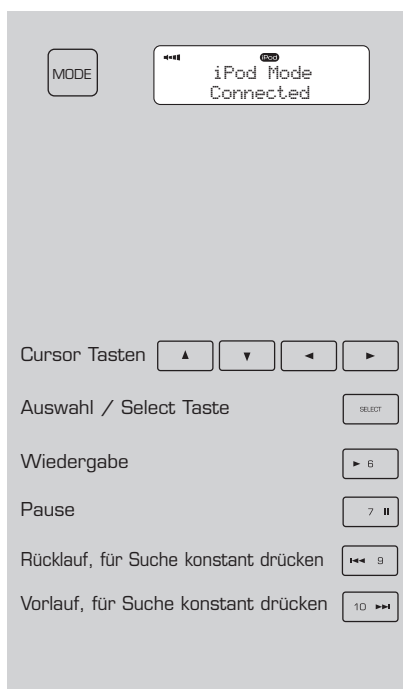 MODE
iPod
iPod Mode
Connected
Cursor Tasten
Auswahl / Select Taste SELECT
Wiedergabe 6
Pause 7
Rücklauf, für Suche konstant drücken 9
Vorlauf, für Suche konstant drücken 10